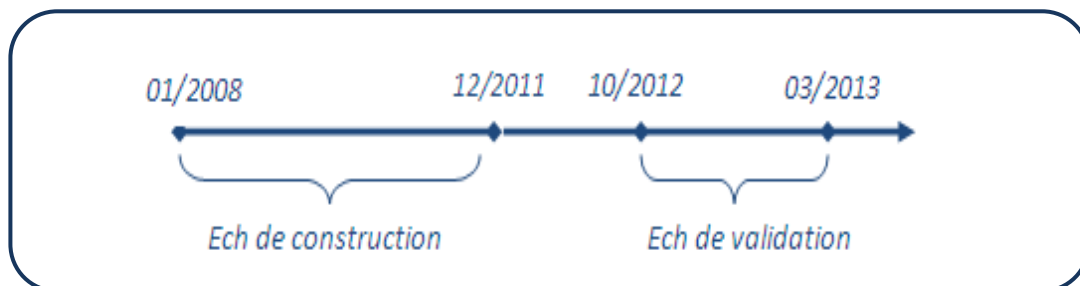 01/2008 12/2011 10/2012 03/2013
Ech de construction Ech de validation